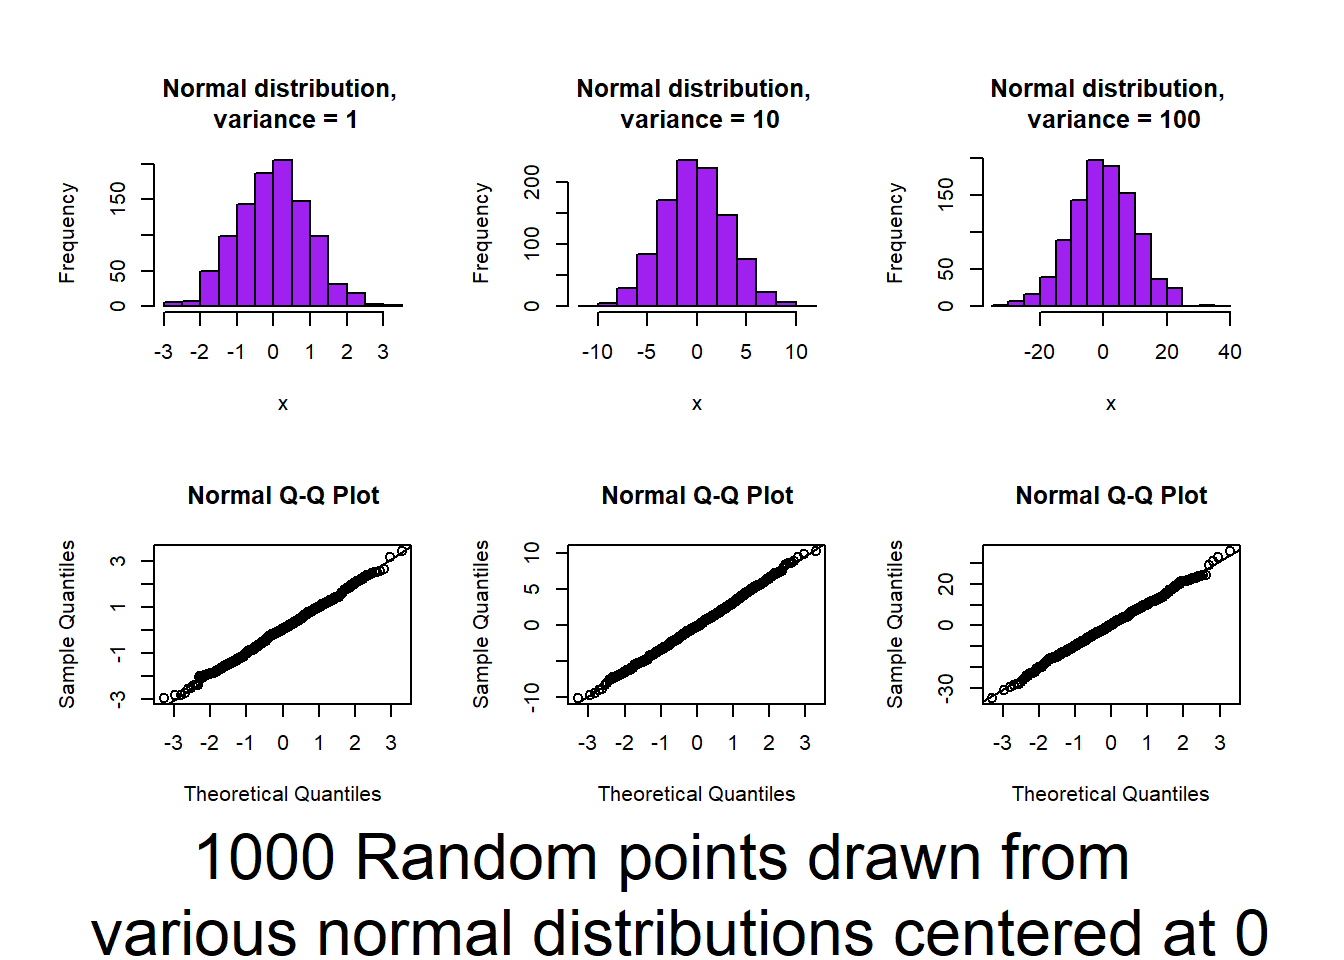 Normal distribution,
variance = 1
Frequency
0
50
150
-3 -2 -1 0 1 2 3
x
Normal distribution,
variance = 10
Frequency
0
100
200
-10 -5 0 5 10
x
Normal distribution,
variance = 100
Frequency
0
50
150
-20 0 20 40
x
Normal Q-Q Plot
Sample Quantiles
-3
-1
1
3
-3 -2 -1 0 1 2 3
Theoretical Quantiles
Normal Q-Q Plot
Sample Quantiles
-10
0
5
10
-3 -2 -1 0 1 2 3
Theoretical Quantiles
Normal Q-Q Plot
Sample Quantiles
-30
0
20
-3 -2 -1 0 1 2 3
Theoretical Quantiles
1000 Random points drawn from
various normal distributions centered at 0